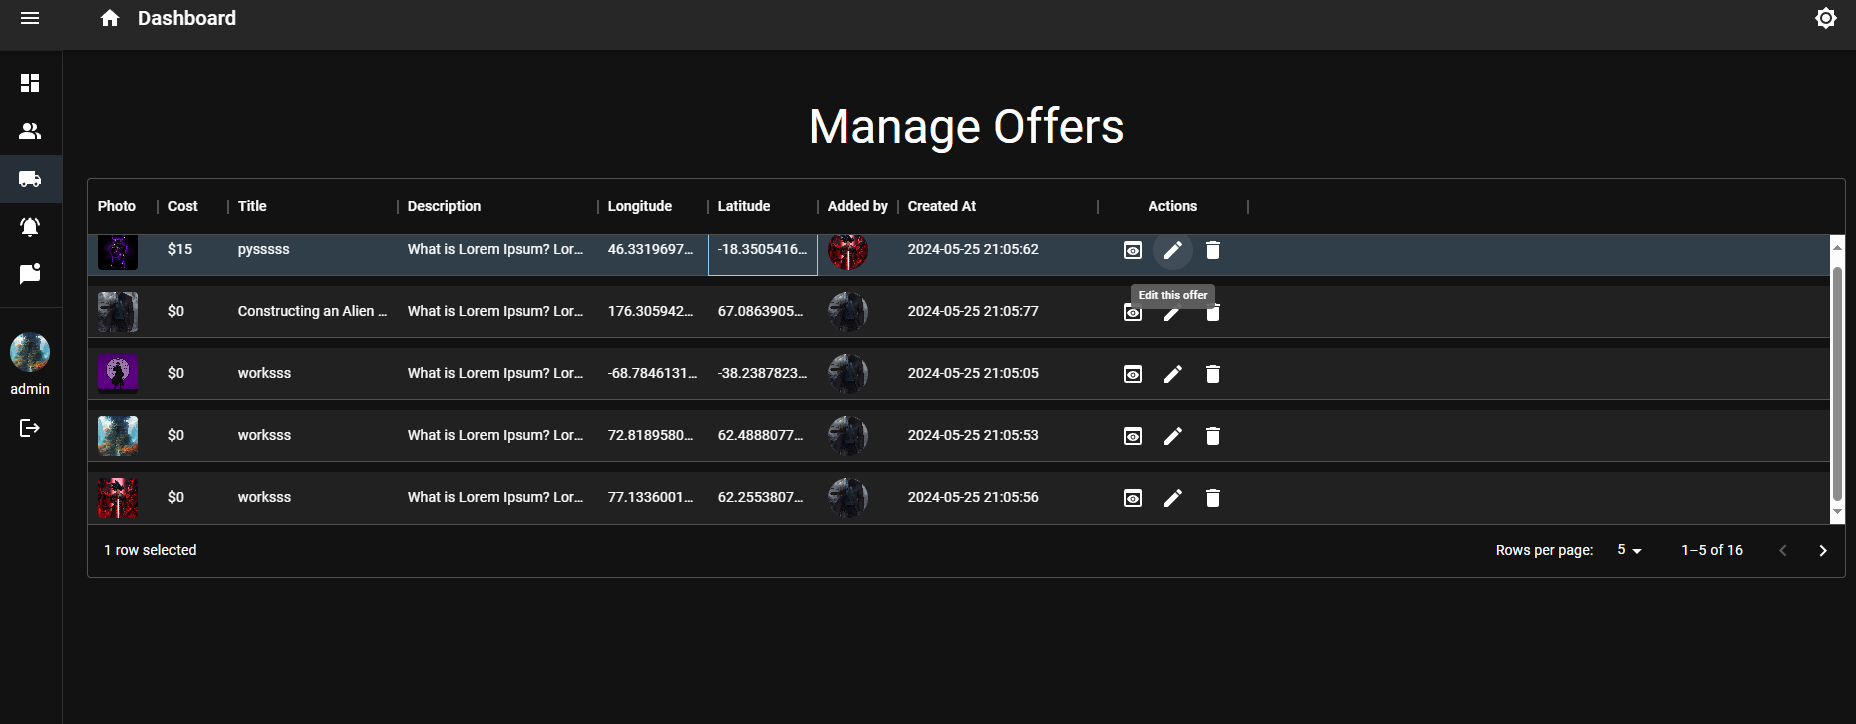 Dashboard
Manage Offers
Photo Cost Title Description Longitude Latitude Added by Created At Actions
$15 pysssss What is Lorem Ipsum? Lor... 46.3319697... -18.3505416... 2024-05-25 21:05:62
Edit this offer
$0 Constructing an Alien ... What is Lorem Ipsum? Lor... 176.305942... 67.0863905... 2024-05-25 21:05:77
$0 worksss What is Lorem Ipsum? Lor... -68.7846131... -38.2387823... 2024-05-25 21:05:05
admin
$0 worksss What is Lorem Ipsum? Lor... 72.8189580... 62.4888077... 2024-05-25 21:05:53
$0 worksss What is Lorem Ipsum? Lor... 77.1336001... 62.2553807... 2024-05-25 21:05:56
1 row selected Rows per page: 5 1–5 of 16